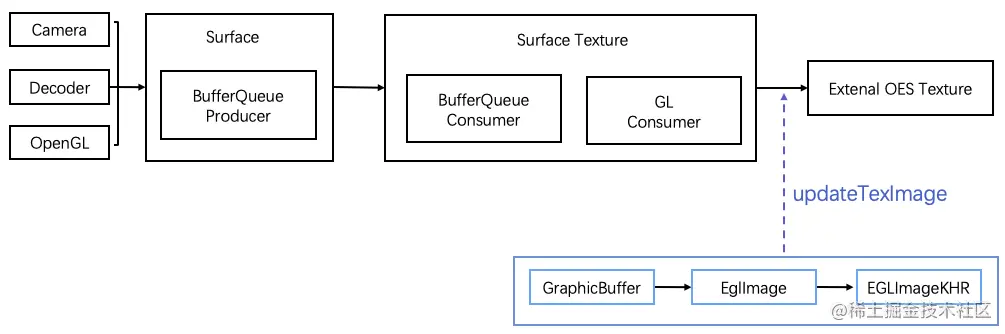 Camera
Decoder
OpenGL
Surface
BufferQueue
Producer
Surface Texture
BufferQueue
Consumer
GL
Consumer
Extenal OES Texture
updateTexImage
GraphicBuffer
EglImage
EGLImageKHR
@稀土掘金技术社区